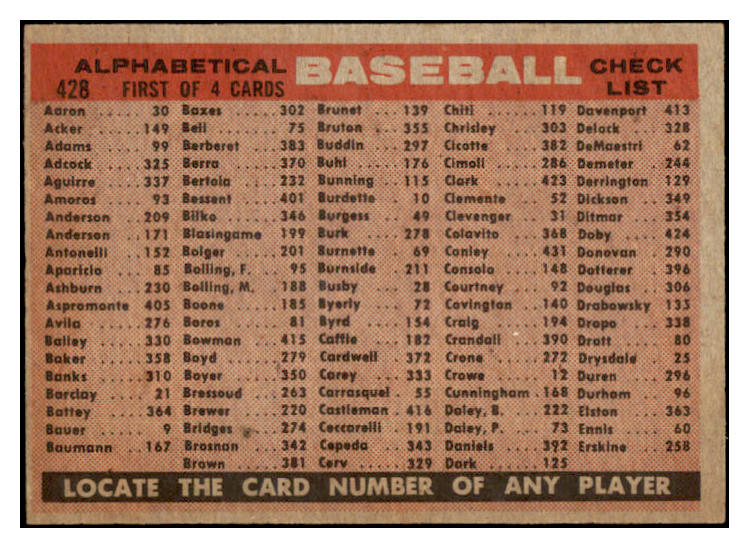 ALPHABETICAL BASEBALL CHECK
428 FIRST OF 4 CARDS LIST
Aaron ..... 30 Baxes ..... 302 Brunet ... 139 Chiti ...... 119 Davenport 413
Acker ..... 149 Bell ..... 75 Bruton .... 355 Chrisley .... 303 Delock .... 328
Adams .... 99 Berberet ... 383 Buddin .... 297 Cicotte .... 382 DeMaestri 62
Adcock .... 325 Berra ..... 370 Buhl ..... 176 Cimoli .... 286 Demeter .. 244
Aguirre .... 337 Bertoia .... 232 Bunning ... 115 Clark ..... 423 Derrington 129
Amoros .... 93 Bessent .... 401 Burdette ... 10 Clemente ... 52 Dickson ... 349
Anderson ... 209 Bilko ..... 346 Burgess ... 49 Clevenger .. 31 Ditmar .... 354
Anderson ... 171 Blasingame 199 Burk ..... 278 Colavito ... 368 Doby ..... 424
Antonelli ... 152 Bolger .... 201 Burnette ... 69 Conley .... 431 Donovan .. 290
Aparicio ... 85 Bolling, F. .. 95 Burnside .. 211 Consolo ... 148 Dotterer .. 396
Ashburn ... 230 Bolling, M. 188 Busby .... 28 Courtney ... 92 Douglas .. 306
Aspromonte 405 Boone .... 185 Byerly .... 72 Covington .. 140 Drabowsky 135
Avila ..... 276 Boros ..... 81 Byrd ..... 154 Craig ..... 194 Dropo .... 338
Bailey .... 330 Bowman ... 415 Caffie .... 182 Crandall ... 390 Drott .... 80
Baker .... 358 Boyd ..... 279 Cardwell .. 372 Crone ..... 272 Drysdale .. 25
Banks .... 310 Boyer ..... 350 Carey .... 333 Crowe ..... 12 Duren .... 296
Barclay ... 21 Bressoud ... 263 Carrasquel . 55 Cunningham . 168 Durham ... 96
Battey .... 364 Brewer .... 220 Castleman . 416 Daley, B. ... 222 Elston .... 363
Bauer .... 9 Bridges .... 274 Ceccarelli .. 191 Daley, P. ... 73 Ennis .... 60
Baumann .. 167 Brosnan ... 342 Cepeda ... 343 Daniels .... 392 Erskine ... 258
Brown .... 381 Cerv ..... 329 Dark ..... 125
LOCATE THE CARD NUMBER OF ANY PLAYER